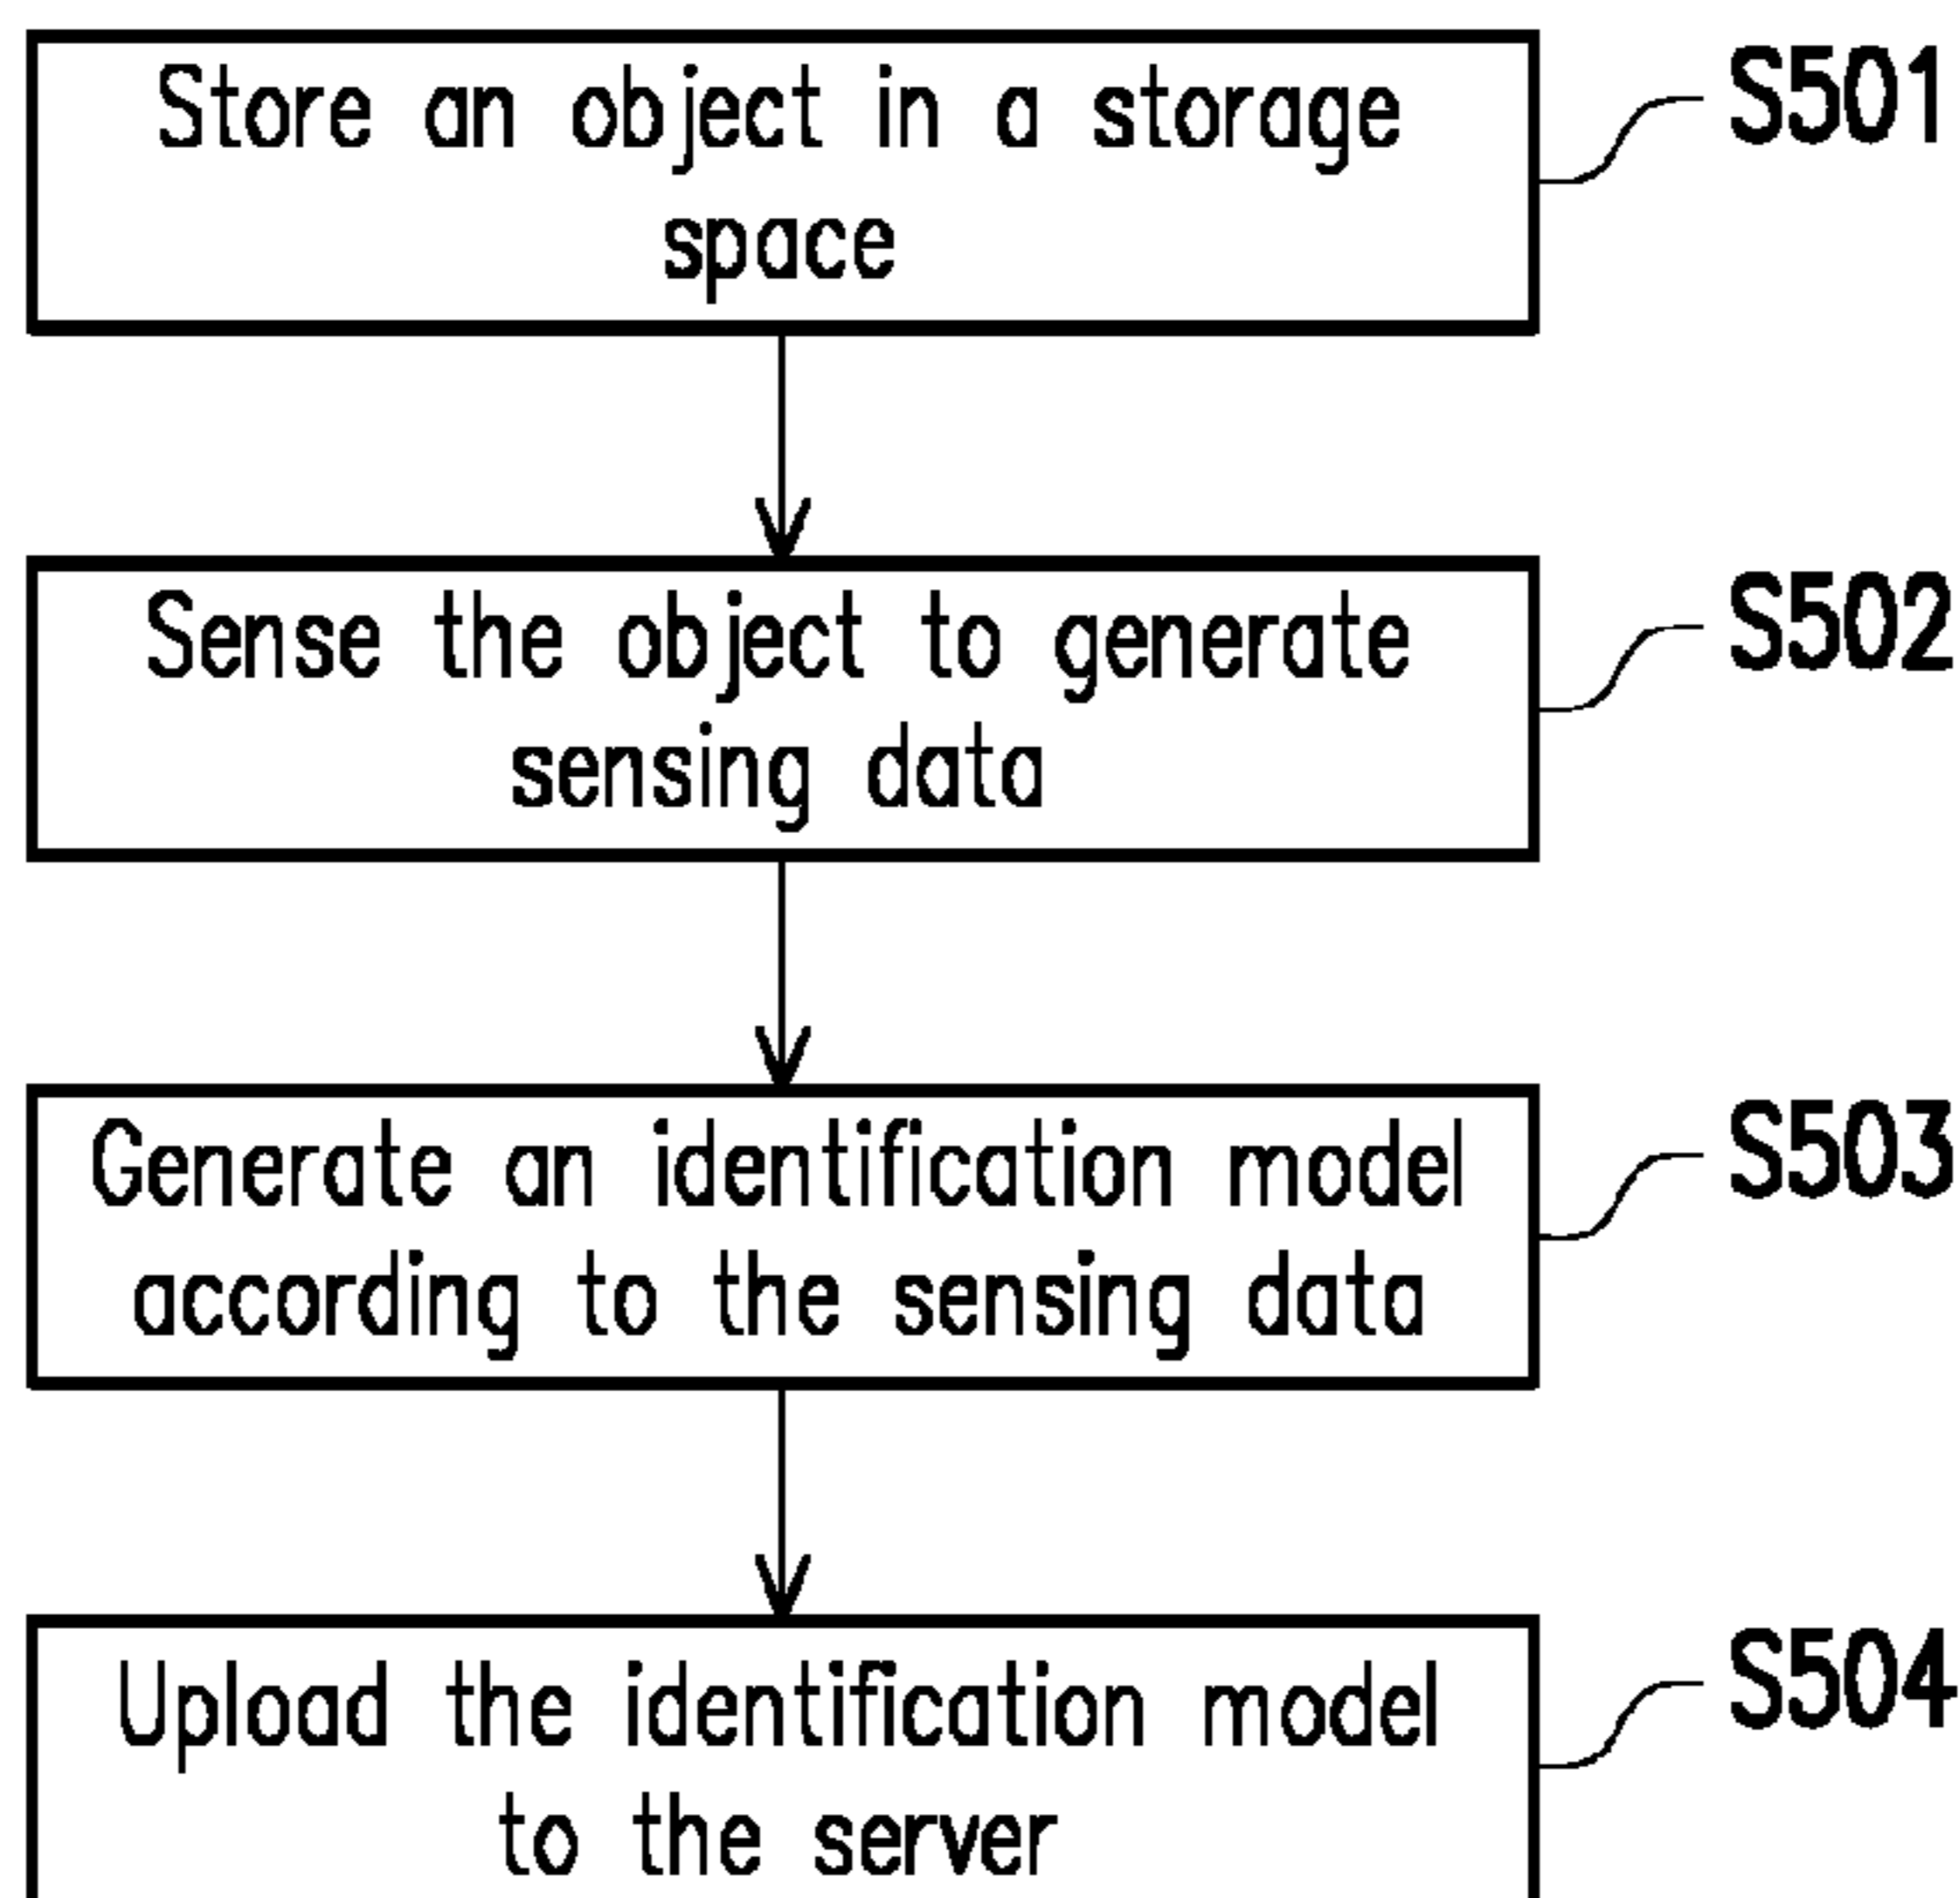 Store an object in a storage
space
S501
Sense the object to generate
sensing data
S502
Generate an identification model
according to the sensing data
S503
Upload the identification model
to the server
S504